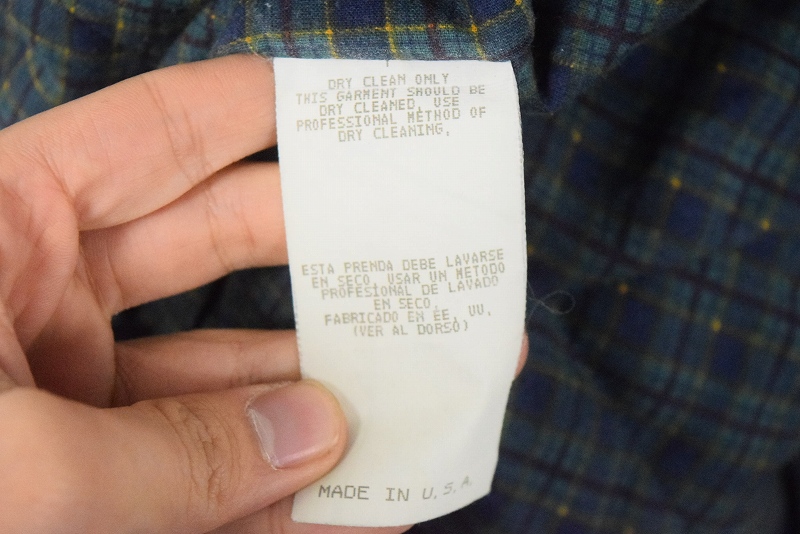 DRY CLEAN ONLY
THIS GARMENT SHOULD BE
DRY CLEANED, USE
PROFESSIONAL METHOD OF
DRY CLEANING.
ESTA PRENDA DEBE LAVARSE
EN SECO. USAR UN METODO
PROFESIONAL DE LAVADO
EN SECO.
FABRICADO EN EE. UU.
(VER AL DORSO)
MADE IN U.S.A.